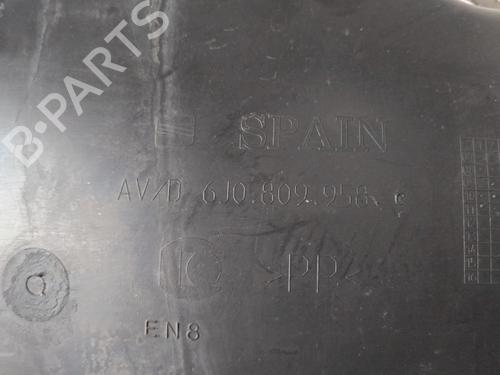 B-PARTS
SPAIN
AV/D 6J0.809.958. C
>PP<
EN8